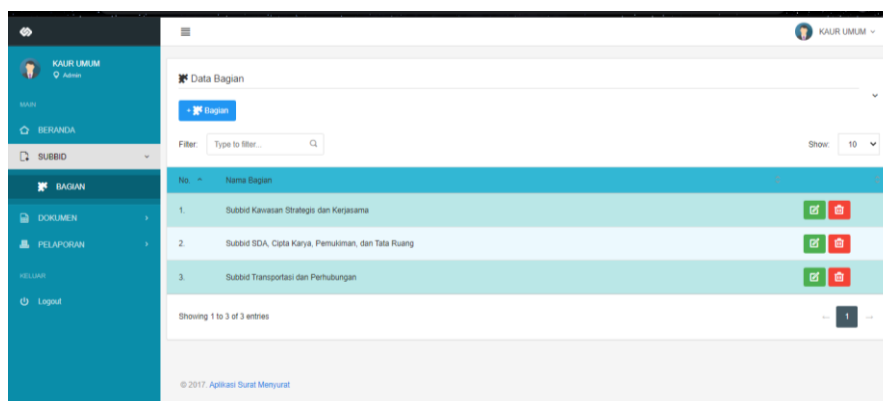 KAUR UMUM
KAUR UMUM
Admin
MAIN
BERANDA
SUBBID
BAGIAN
DOKUMEN
PELAPORAN
KELUAR
Logout
Data Bagian
+ Bagian
Filter: Type to filter... Show: 10
No. Nama Bagian
1. Subbid Kawasan Strategis dan Kerjasama
2. Subbid SDA, Cipta Karya, Pemukiman, dan Tata Ruang
3. Subbid Transportasi dan Perhubungan
Showing 1 to 3 of 3 entries 1
© 2017. Aplikasi Surat Menyurat